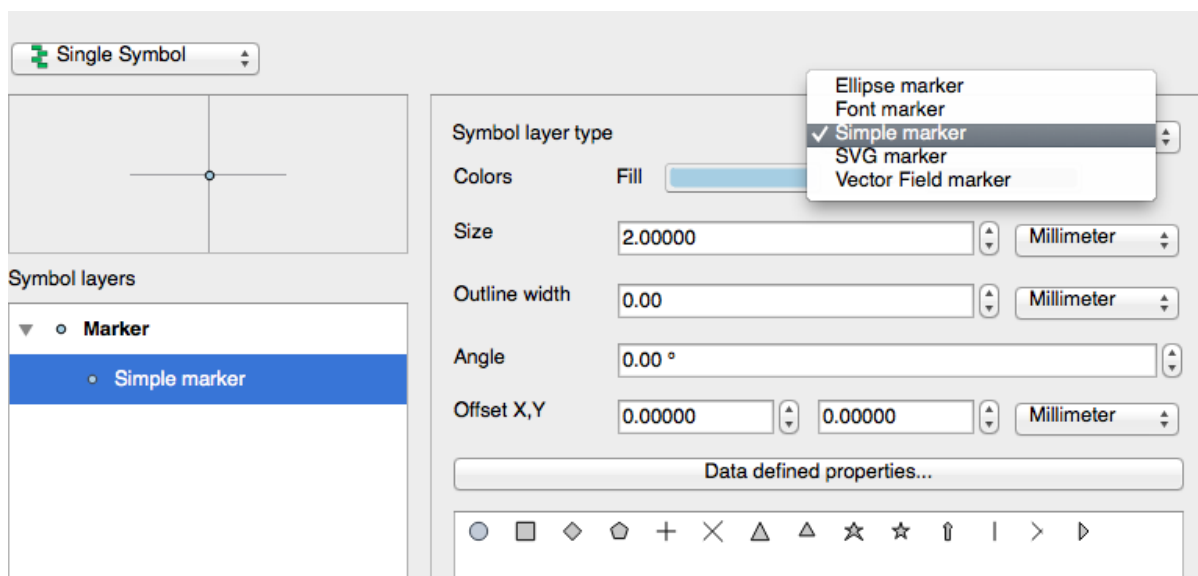 Single Symbol
Ellipse marker
Font marker
Simple marker
SVG marker
Vector Field marker
Symbol layer type
Colors Fill
Size 2.00000 Millimeter
Symbol layers
Outline width 0.00 Millimeter
Marker
Angle 0.00 °
Simple marker
Offset X,Y 0.00000 0.00000 Millimeter
Data defined properties...